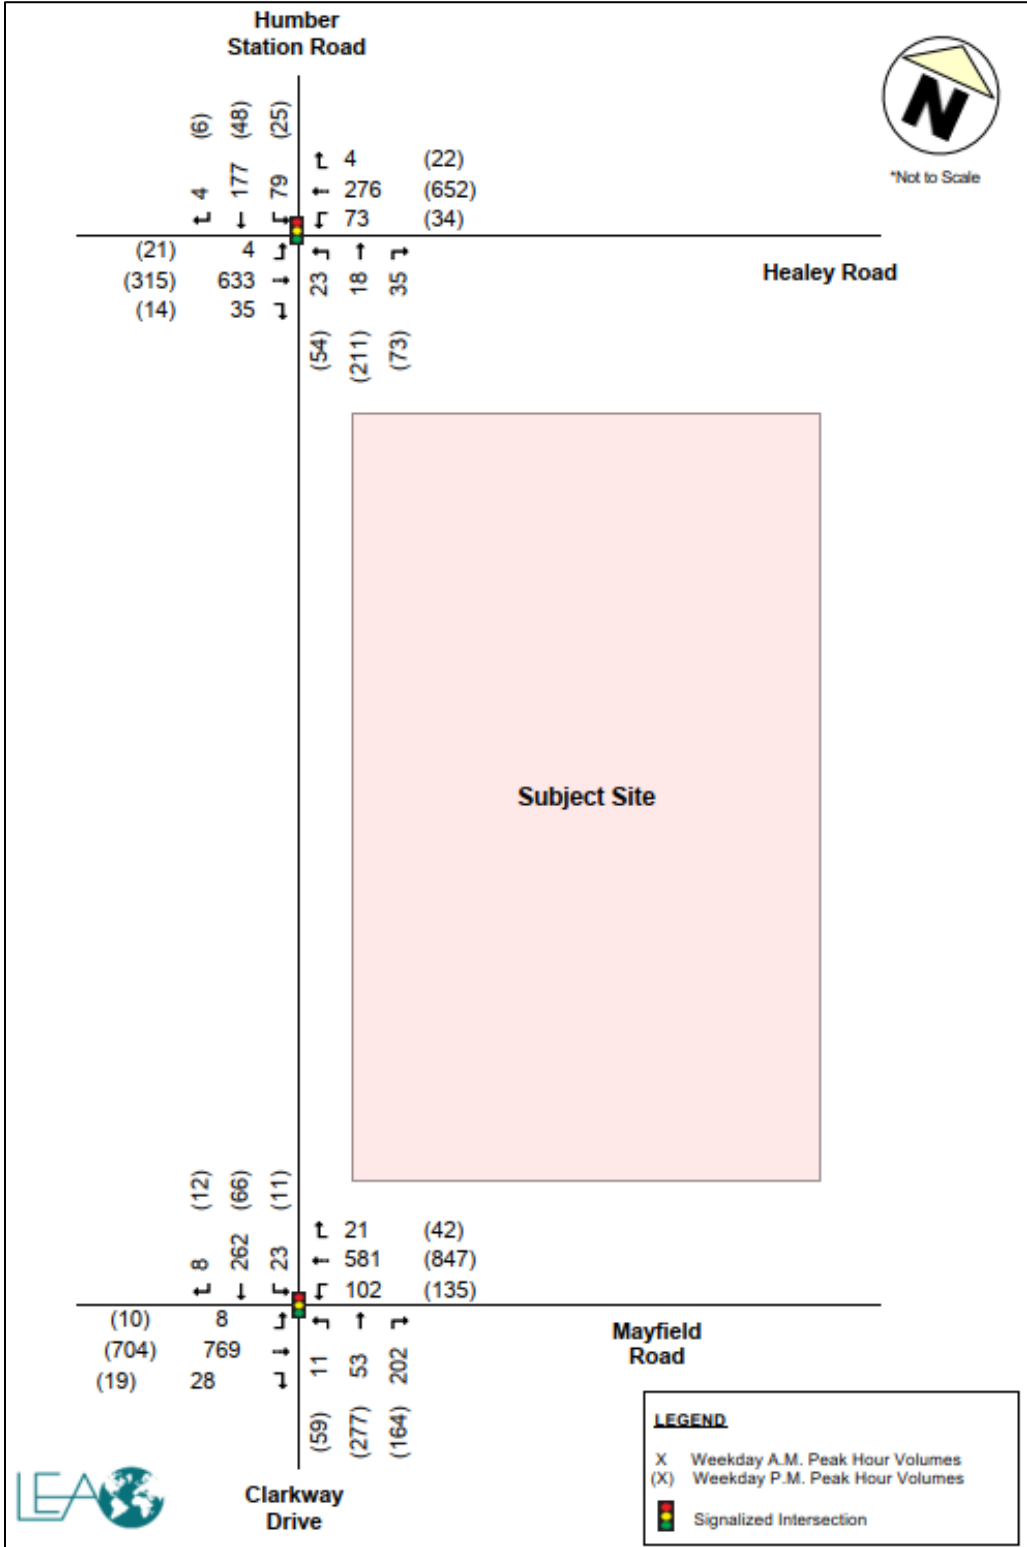 Humber
Station Road
N
*Not to Scale
(6) (48) (25)
4 177 79
4 (22)
276 (652)
73 (34)
(21) 4
(315) 633
(14) 35
23 18 35
(54) (211) (73)
Healey Road
Subject Site
(12) (66) (11)
8 262 23
21 (42)
581 (847)
102 (135)
(10) 8
(704) 769
(19) 28
11 53 202
(59) (277) (164)
Mayfield
Road
LEGEND
X Weekday A.M. Peak Hour Volumes
(X) Weekday P.M. Peak Hour Volumes
Signalized Intersection
LEA
Clarkway
Drive